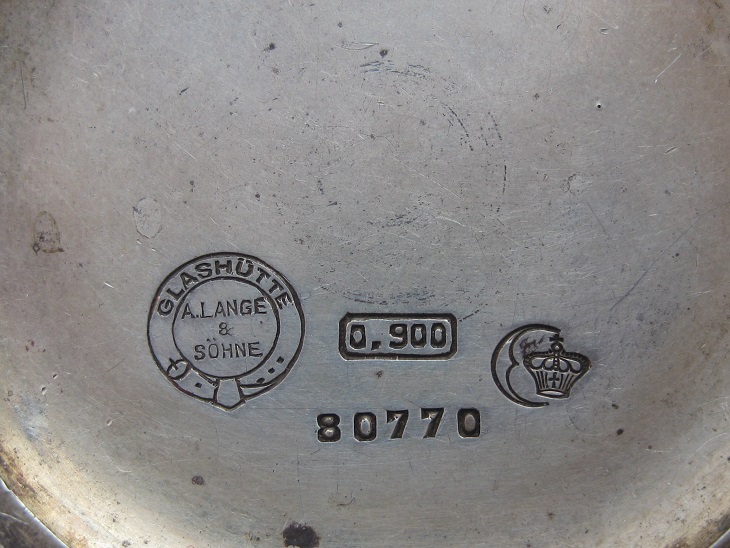 GLASHÜTTE
A. LANGE
&
SÖHNE
0,900
80770